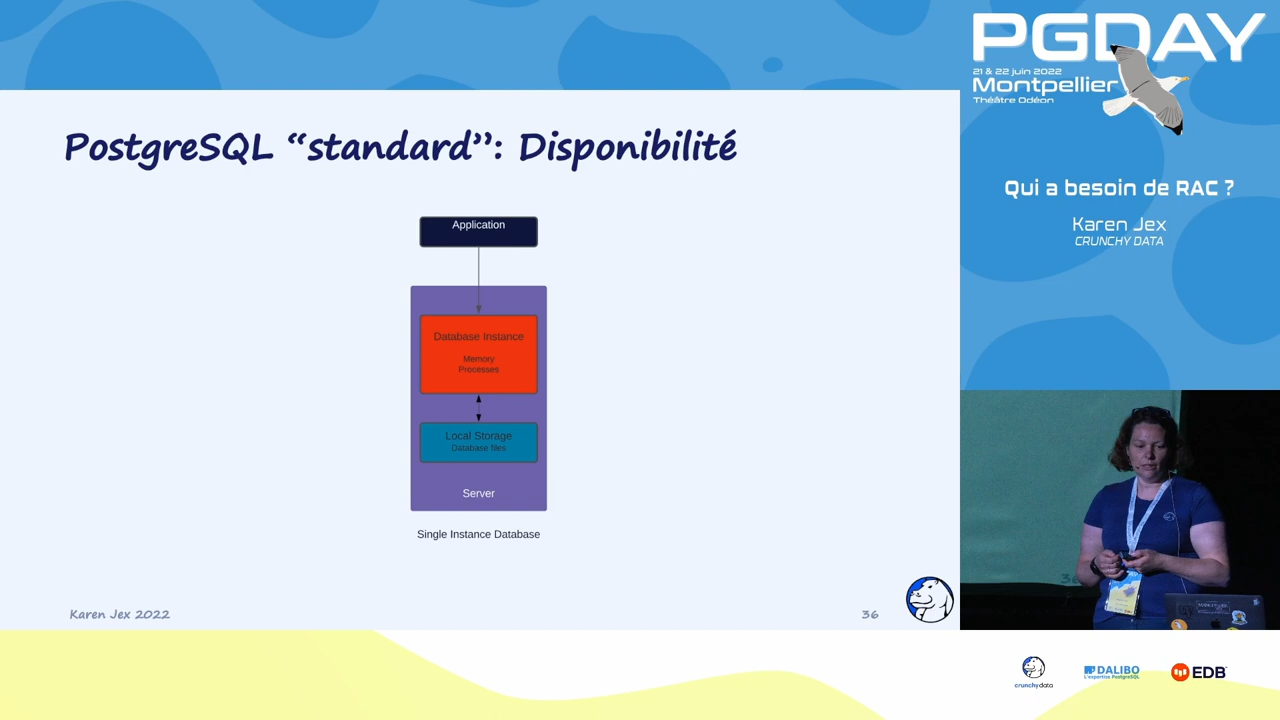 PostgreSQL “standard”: Disponibilité
Application
Database Instance
Memory
Processes
Local Storage
Database files
Server
Single Instance Database
Karen Jex 2022
36
PGDAY
21 & 22 juin 2022
Montpellier
Théâtre Odéon
Qui a besoin de RAC ?
Karen Jex
CRUNCHY DATA
36
crunchydata
DALIBO
L'expertise PostgreSQL
EDB